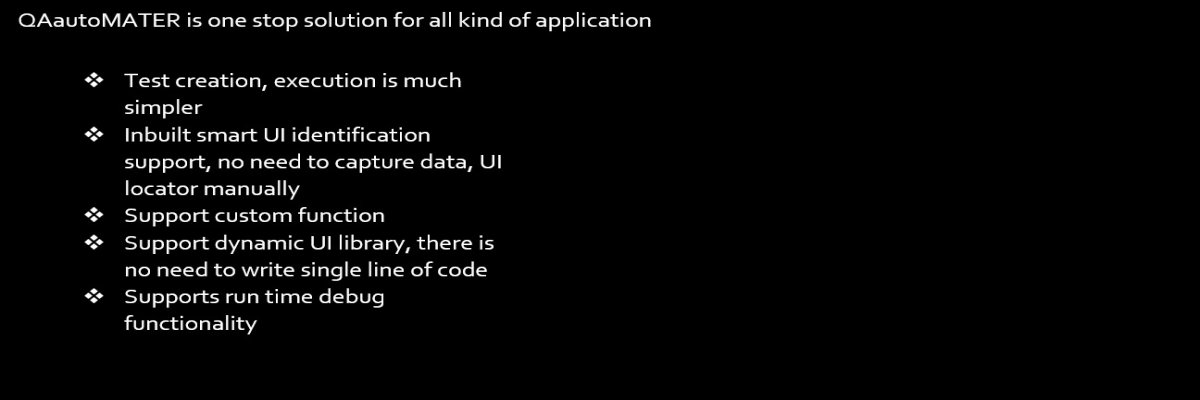 QAautoMATER is one stop solution for all kind of application
❖ Test creation, execution is much
simpler
❖ Inbuilt smart UI identification
support, no need to capture data, UI
locator manually
❖ Support custom function
❖ Support dynamic UI library, there is
no need to write single line of code
❖ Supports run time debug
functionality